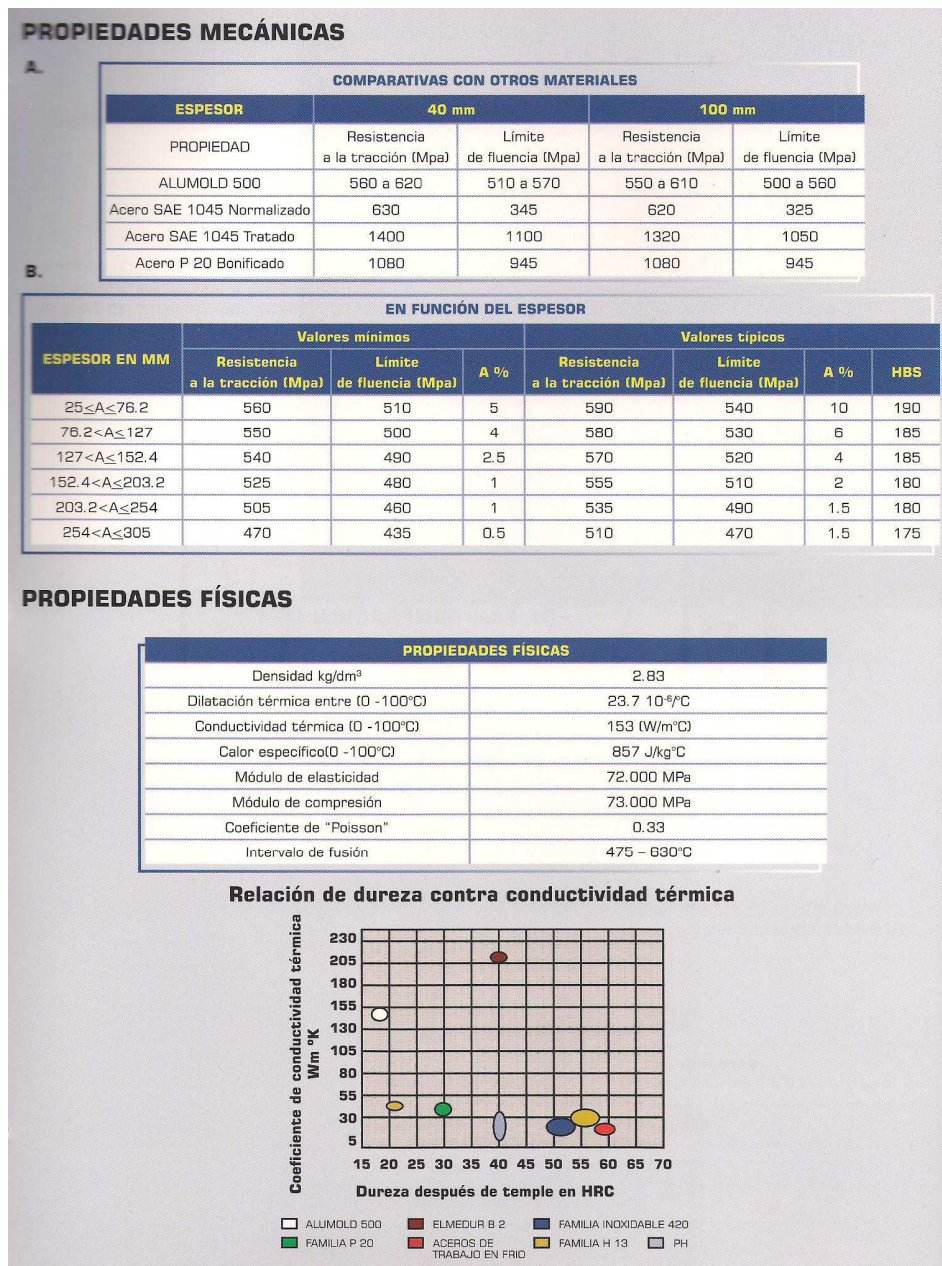 PROPIEDADES MECÁNICAS
A.
COMPARATIVAS CON OTROS MATERIALES
ESPESOR 40 mm 100 mm
PROPIEDAD Resistencia a la tracción (Mpa) Límite de fluencia (Mpa) Resistencia a la tracción (Mpa) Límite de fluencia (Mpa)
ALUMOLD 500 560 a 620 510 a 570 550 a 610 500 a 560
Acero SAE 1045 Normalizado 630 345 620 325
Acero SAE 1045 Tratado 1400 1100 1320 1050
Acero P 20 Bonificado 1080 945 1080 945
B.
EN FUNCIÓN DEL ESPESOR
ESPESOR EN MM Valores mínimos Valores típicos
Resistencia a la tracción (Mpa) Límite de fluencia (Mpa) A % Resistencia a la tracción (Mpa) Límite de fluencia (Mpa) A % HBS
25≤A≤76.2 560 510 5 590 540 10 190
76.2<A≤127 550 500 4 580 530 6 185
127<A≤152.4 540 490 2.5 570 520 4 185
152.4<A≤203.2 525 480 1 555 510 2 180
203.2<A≤254 505 460 1 535 490 1.5 180
254<A≤305 470 435 0.5 510 470 1.5 175
PROPIEDADES FÍSICAS
PROPIEDADES FÍSICAS
Densidad kg/dm³ 2.83
Dilatación térmica entre (0 -100°C) 23.7 10⁻⁶/°C
Conductividad térmica (0 -100°C) 153 (W/m°C)
Calor específico(0 -100°C) 857 J/kg°C
Módulo de elasticidad 72.000 MPa
Módulo de compresión 73.000 MPa
Coeficiente de “Poisson” 0.33
Intervalo de fusión 475 – 630°C
Relación de dureza contra conductividad térmica
Coeficiente de conductividad térmica
Wm °K
230
205
180
155
130
105
80
55
30
5
15 20 25 30 35 40 45 50 55 60 65 70
Dureza después de temple en HRC
ALUMOLD 500 ELMEDUR B 2 FAMILIA INOXIDABLE 420
FAMILIA P 20 ACEROS DE TRABAJO EN FRIO FAMILIA H 13 PH